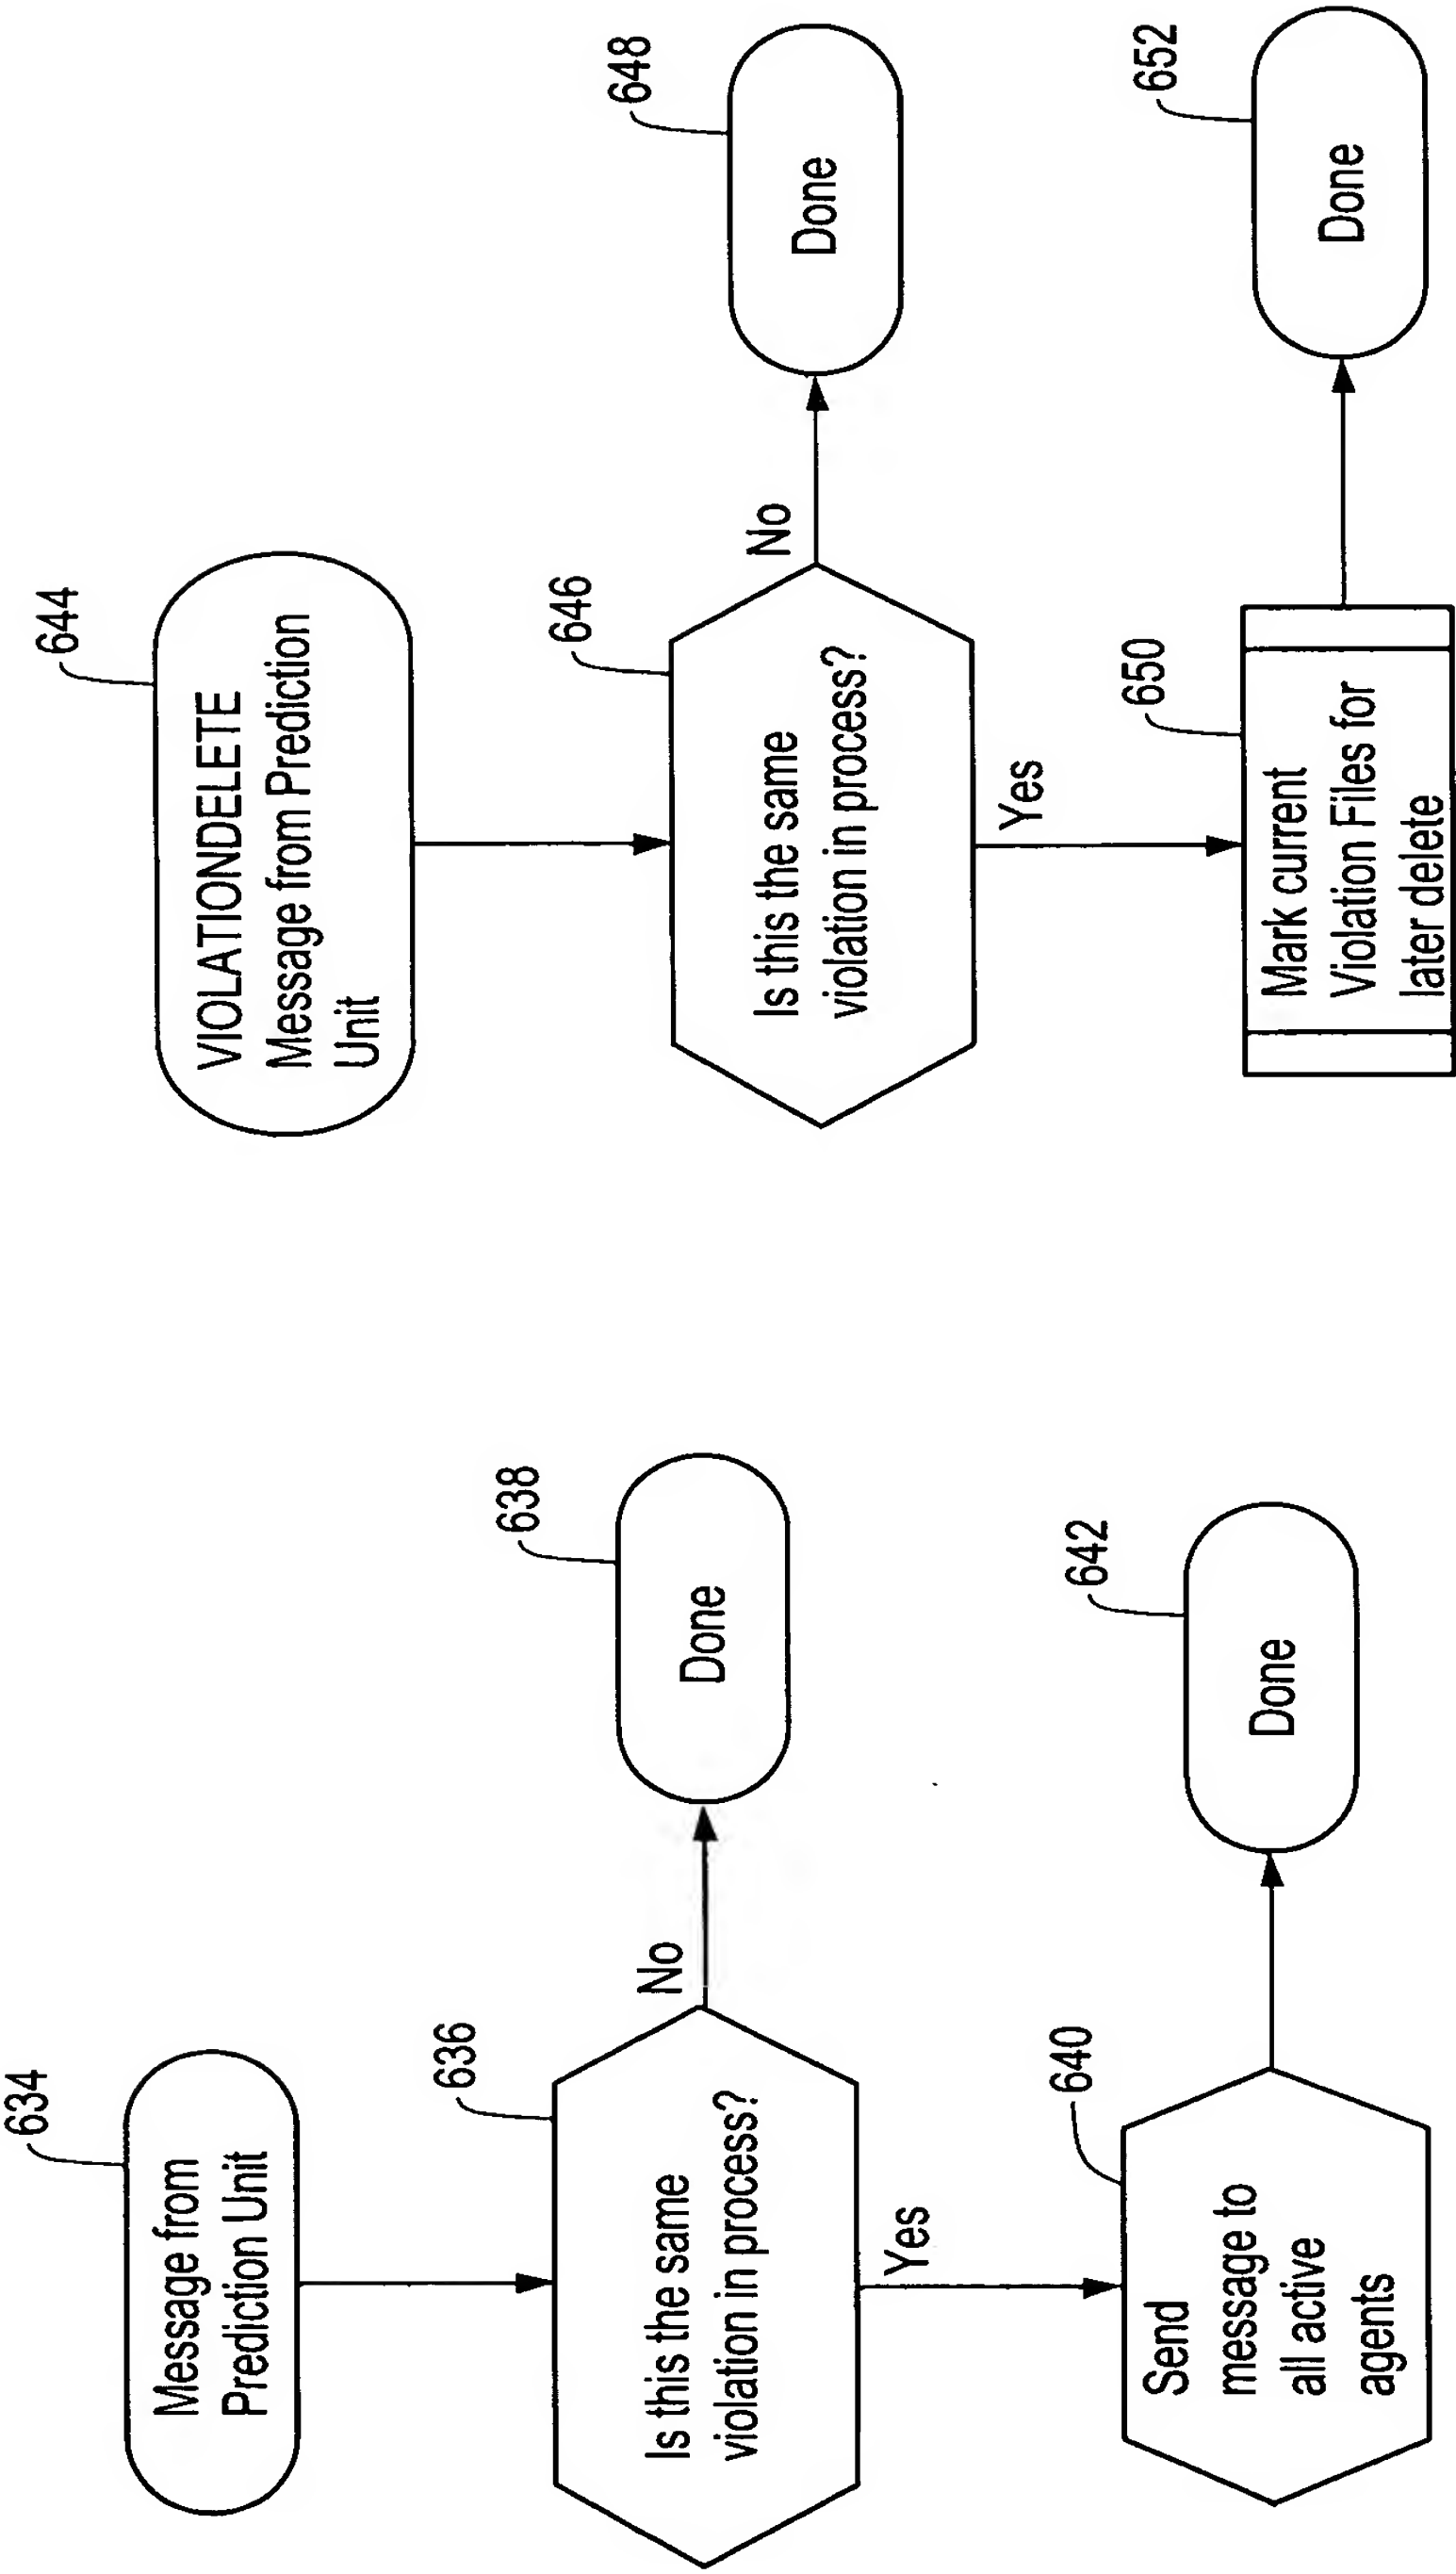 634
Message from
Prediction Unit
636
Is this the same
violation in process?
No
638
Done
Yes
640
Send
message to
all active
agents
642
Done
644
VIOLATIONDELETE
Message from Prediction
Unit
646
Is this the same
violation in process?
No
648
Done
Yes
650
Mark current
Violation Files for
later delete
652
Done